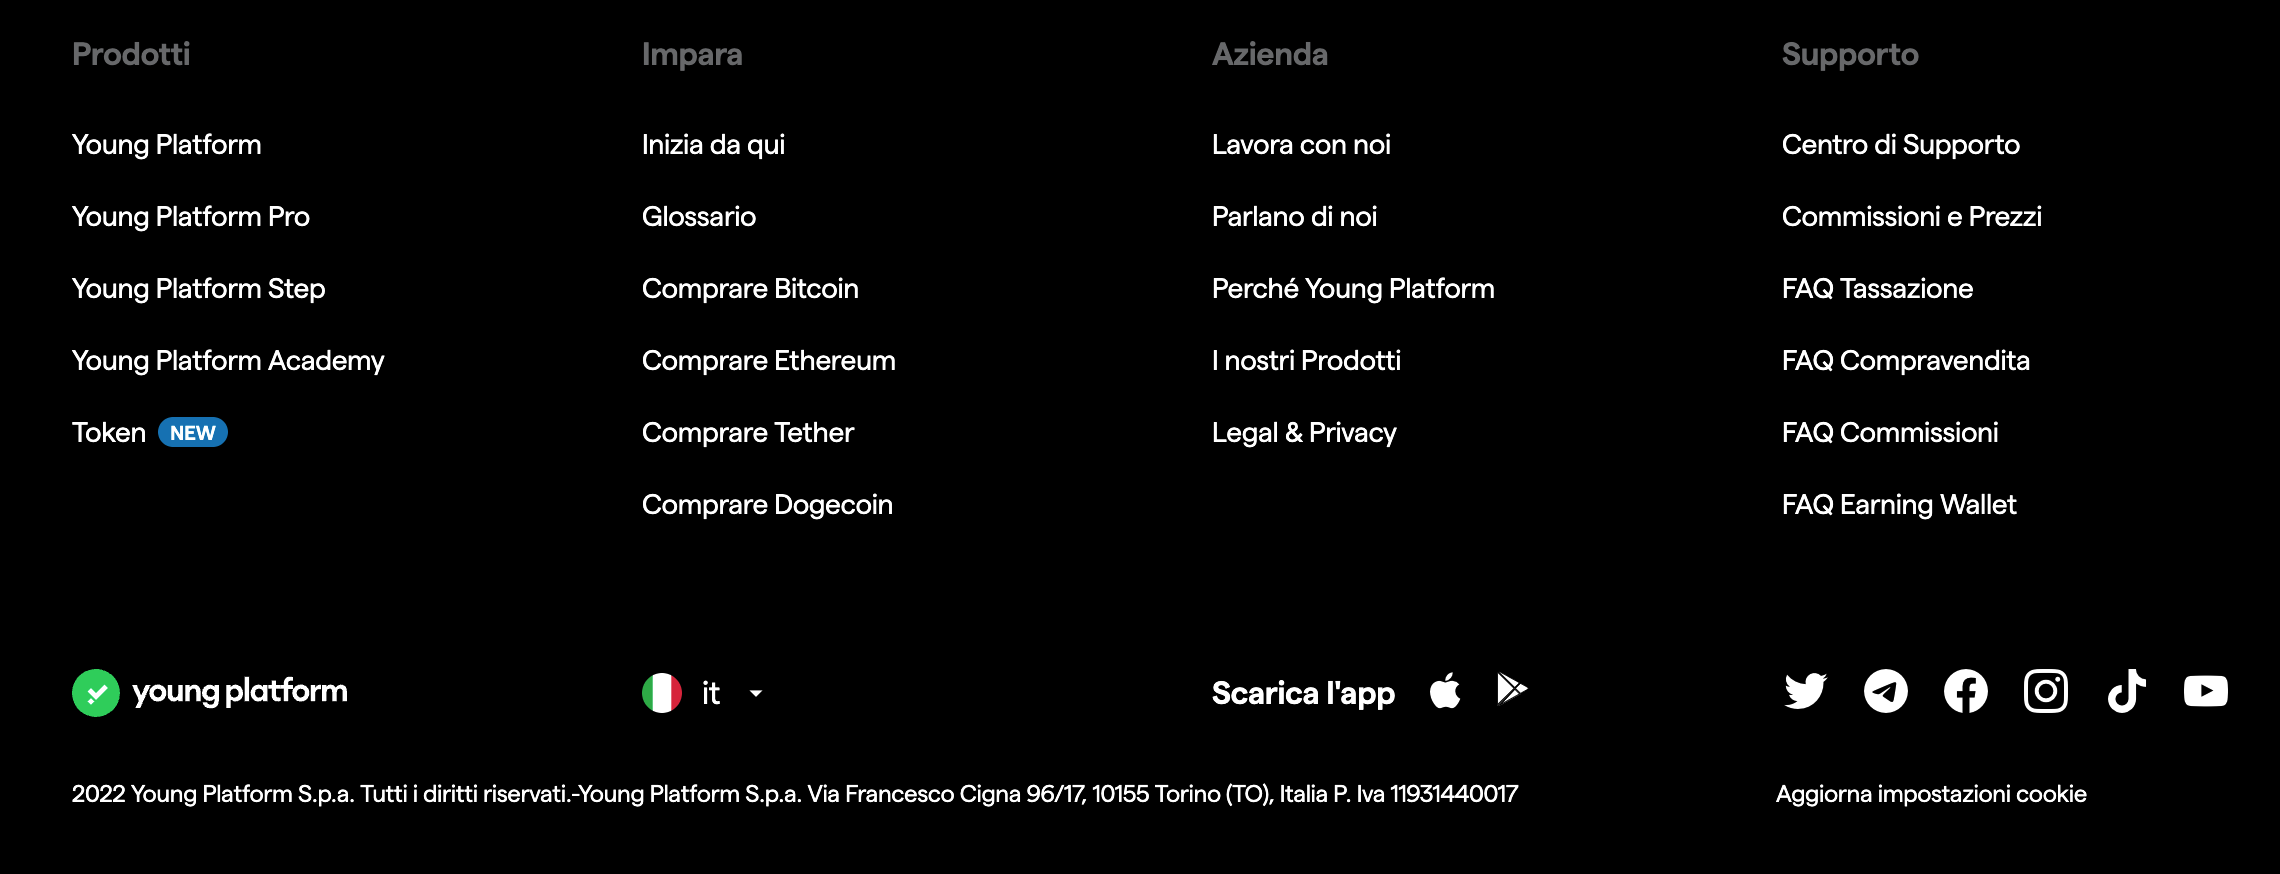 Prodotti
Young Platform
Young Platform Pro
Young Platform Step
Young Platform Academy
Token NEW
Impara
Inizia da qui
Glossario
Comprare Bitcoin
Comprare Ethereum
Comprare Tether
Comprare Dogecoin
Azienda
Lavora con noi
Parlano di noi
Perché Young Platform
I nostri Prodotti
Legal & Privacy
Supporto
Centro di Supporto
Commissioni e Prezzi
FAQ Tassazione
FAQ Compravendita
FAQ Commissioni
FAQ Earning Wallet
young platform
it
Scarica l'app
2022 Young Platform S.p.a. Tutti i diritti riservati.-Young Platform S.p.a. Via Francesco Cigna 96/17, 10155 Torino (TO), Italia P. Iva 11931440017
Aggiorna impostazioni cookie